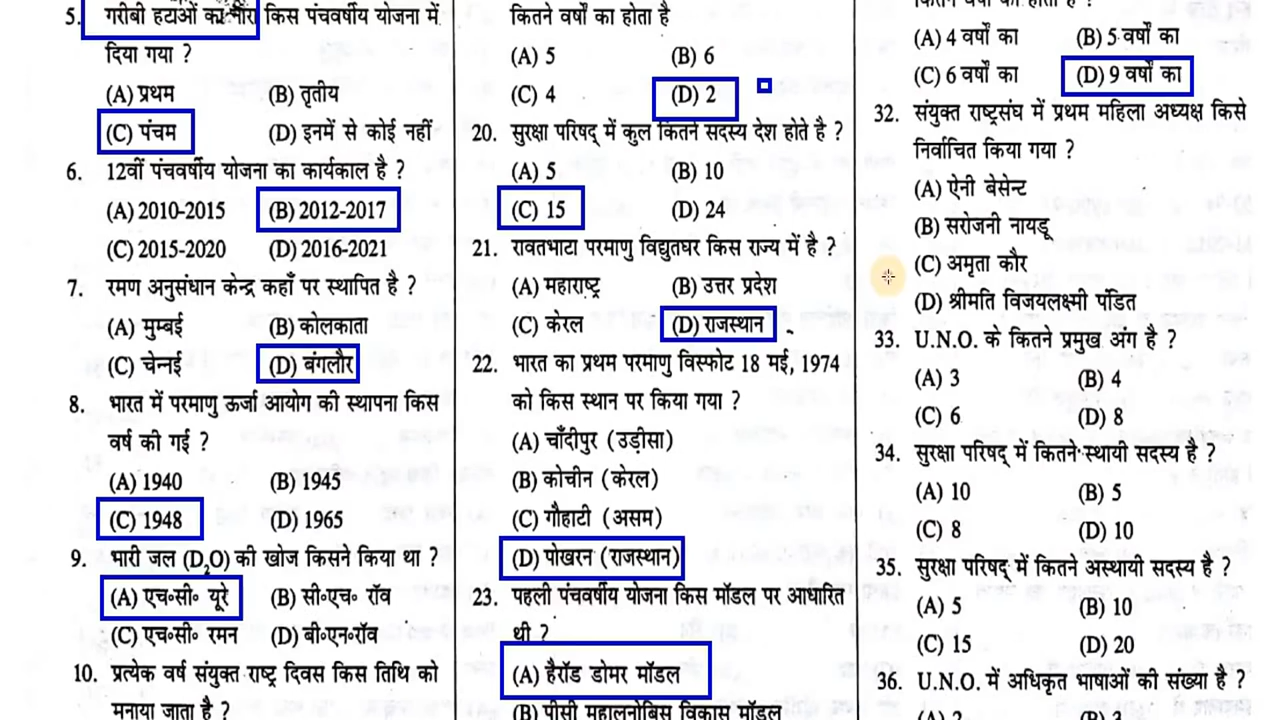 5. गरीबी हटाओं का नारा किस पंचवर्षीय योजना में
दिया गया ?
(A) प्रथम (B) तृतीय
(C) पंचम (D) इनमें से कोई नहीं
6. 12वीं पंचवर्षीय योजना का कार्यकाल है ?
(A) 2010-2015 (B) 2012-2017
(C) 2015-2020 (D) 2016-2021
7. रमण अनुसंधान केन्द्र कहाँ पर स्थापित है ?
(A) मुम्बई (B) कोलकाता
(C) चेन्नई (D) बंगलौर
8. भारत में परमाणु ऊर्जा आयोग की स्थापना किस
वर्ष की गई ?
(A) 1940 (B) 1945
(C) 1948 (D) 1965
9. भारी जल (D₂O) की खोज किसने किया था ?
(A) एच॰सी॰ यूरे (B) सी॰एच॰ रॉव
(C) एच॰सी॰ रमन (D) बी॰एन॰रॉव
10. प्रत्येक वर्ष संयुक्त राष्ट्र दिवस किस तिथि को
मनाया जाता है ?
कितने वर्षों का होता है
(A) 5 (B) 6
(C) 4 (D) 2
20. सुरक्षा परिषद् में कुल कितने सदस्य देश होते है ?
(A) 5 (B) 10
(C) 15 (D) 24
21. रावतभाटा परमाणु विद्युतघर किस राज्य में है ?
(A) महाराष्ट्र (B) उत्तर प्रदेश
(C) केरल (D) राजस्थान
22. भारत का प्रथम परमाणु विस्फोट 18 मई, 1974
को किस स्थान पर किया गया ?
(A) चाँदीपुर (उड़ीसा)
(B) कोचीन (केरल)
(C) गौहाटी (असम)
(D) पोखरन (राजस्थान)
23. पहली पंचवर्षीय योजना किस मॉडल पर आधारित
थी ?
(A) हैरॉड डोमर मॉडल
(B) पीसी महालनोबिस विकास मॉडल
कितने वर्षों का होता है ?
(A) 4 वर्षों का (B) 5 वर्षों का
(C) 6 वर्षों का (D) 9 वर्षों का
32. संयुक्त राष्ट्रसंघ में प्रथम महिला अध्यक्ष किसे
निर्वाचित किया गया ?
(A) ऐनी बेसेन्ट
(B) सरोजनी नायडू
(C) अमृता कौर
(D) श्रीमति विजयलक्ष्मी पंडित
33. U.N.O. के कितने प्रमुख अंग है ?
(A) 3 (B) 4
(C) 6 (D) 8
34. सुरक्षा परिषद् में कितने स्थायी सदस्य है ?
(A) 10 (B) 5
(C) 8 (D) 10
35. सुरक्षा परिषद् में कितने अस्थायी सदस्य है ?
(A) 5 (B) 10
(C) 15 (D) 20
36. U.N.O. में अधिकृत भाषाओं की संख्या है ?
(A) 2 (B) 3